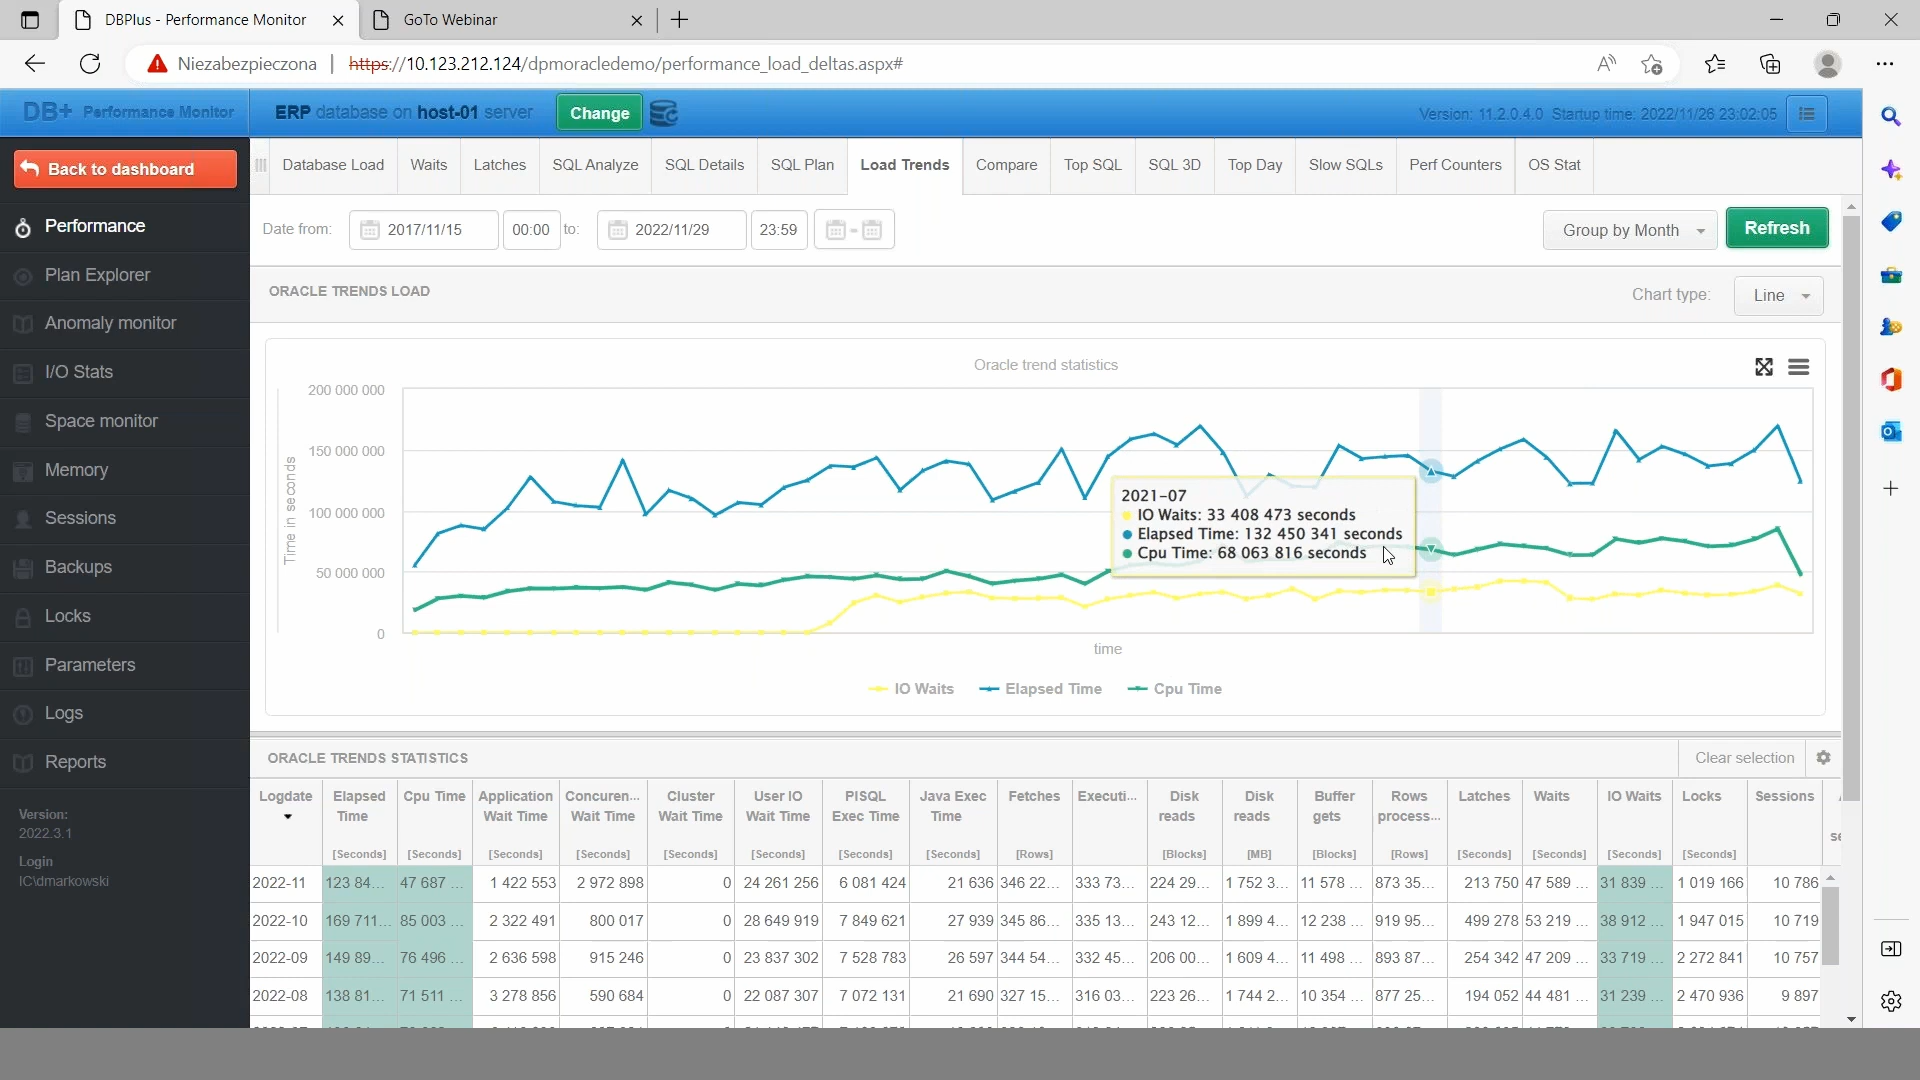 DBPlus - Performance Monitor
GoTo Webinar
Niezabezpieczona
https://10.123.212.124/dpmoracledemo/performance_load_deltas.aspx#
DB+ Performance Monitor
ERP database on host-01 server
Change
Version: 11.2.0.4.0 Startup time: 2022/11/26 23:02:05
Back to dashboard
Database Load
Waits
Latches
SQL Analyze
SQL Details
SQL Plan
Load Trends
Compare
Top SQL
SQL 3D
Top Day
Slow SQLs
Perf Counters
OS Stat
Performance
Plan Explorer
Anomaly monitor
I/O Stats
Space monitor
Memory
Sessions
Backups
Locks
Parameters
Logs
Reports
Version:
2022.3.1
Login
IC\dmarkowski
Date from: 2017/11/15 00:00 to: 2022/11/29 23:59
Group by Month
Refresh
ORACLE TRENDS LOAD
Chart type: Line
Oracle trend statistics
Time in seconds
200 000 000
150 000 000
100 000 000
50 000 000
0
2021-07
IO Waits: 33 408 473 seconds
Elapsed Time: 132 450 341 seconds
Cpu Time: 68 063 816 seconds
time
IO Waits Elapsed Time Cpu Time
ORACLE TRENDS STATISTICS
Clear selection
Logdate Elapsed Cpu Time Application Concuren... Cluster User IO PlSQL Java Exec Fetches Executi... Disk Disk Buffer Rows Latches Waits IO Waits Locks Sessions
Time Wait Time Wait Time Wait Time Wait Time Exec Time Time reads reads gets process...
[Seconds] [Seconds] [Seconds] [Seconds] [Seconds] [Seconds] [Seconds] [Seconds] [Rows] [Blocks] [MB] [Blocks] [Rows] [Seconds] [Seconds] [Seconds] [Seconds]
2022-11 123 84... 47 687 ... 1 422 553 2 972 898 0 24 261 256 6 081 424 21 636 346 22... 333 73... 224 29... 1 752 3... 11 578 ... 873 35... 213 750 47 589 ... 31 839 ... 1 019 166 10 786
2022-10 169 711... 85 003 ... 2 322 491 800 017 0 28 649 919 7 849 621 27 939 345 86... 335 13... 243 12... 1 899 4... 12 238 ... 919 95... 499 278 53 219 ... 38 912 ... 1 947 015 10 719
2022-09 149 89... 76 496 ... 2 636 598 915 246 0 23 837 302 7 528 783 26 597 344 54... 332 45... 206 00... 1 609 4... 11 498 ... 893 87... 254 342 47 209 ... 33 719 ... 2 272 841 10 757
2022-08 138 81... 71 511 ... 3 278 856 590 684 0 22 087 307 7 072 131 21 690 327 15... 316 03... 223 26... 1 744 2... 10 354 ... 877 25... 194 052 44 481 ... 31 239 ... 2 470 936 9 897